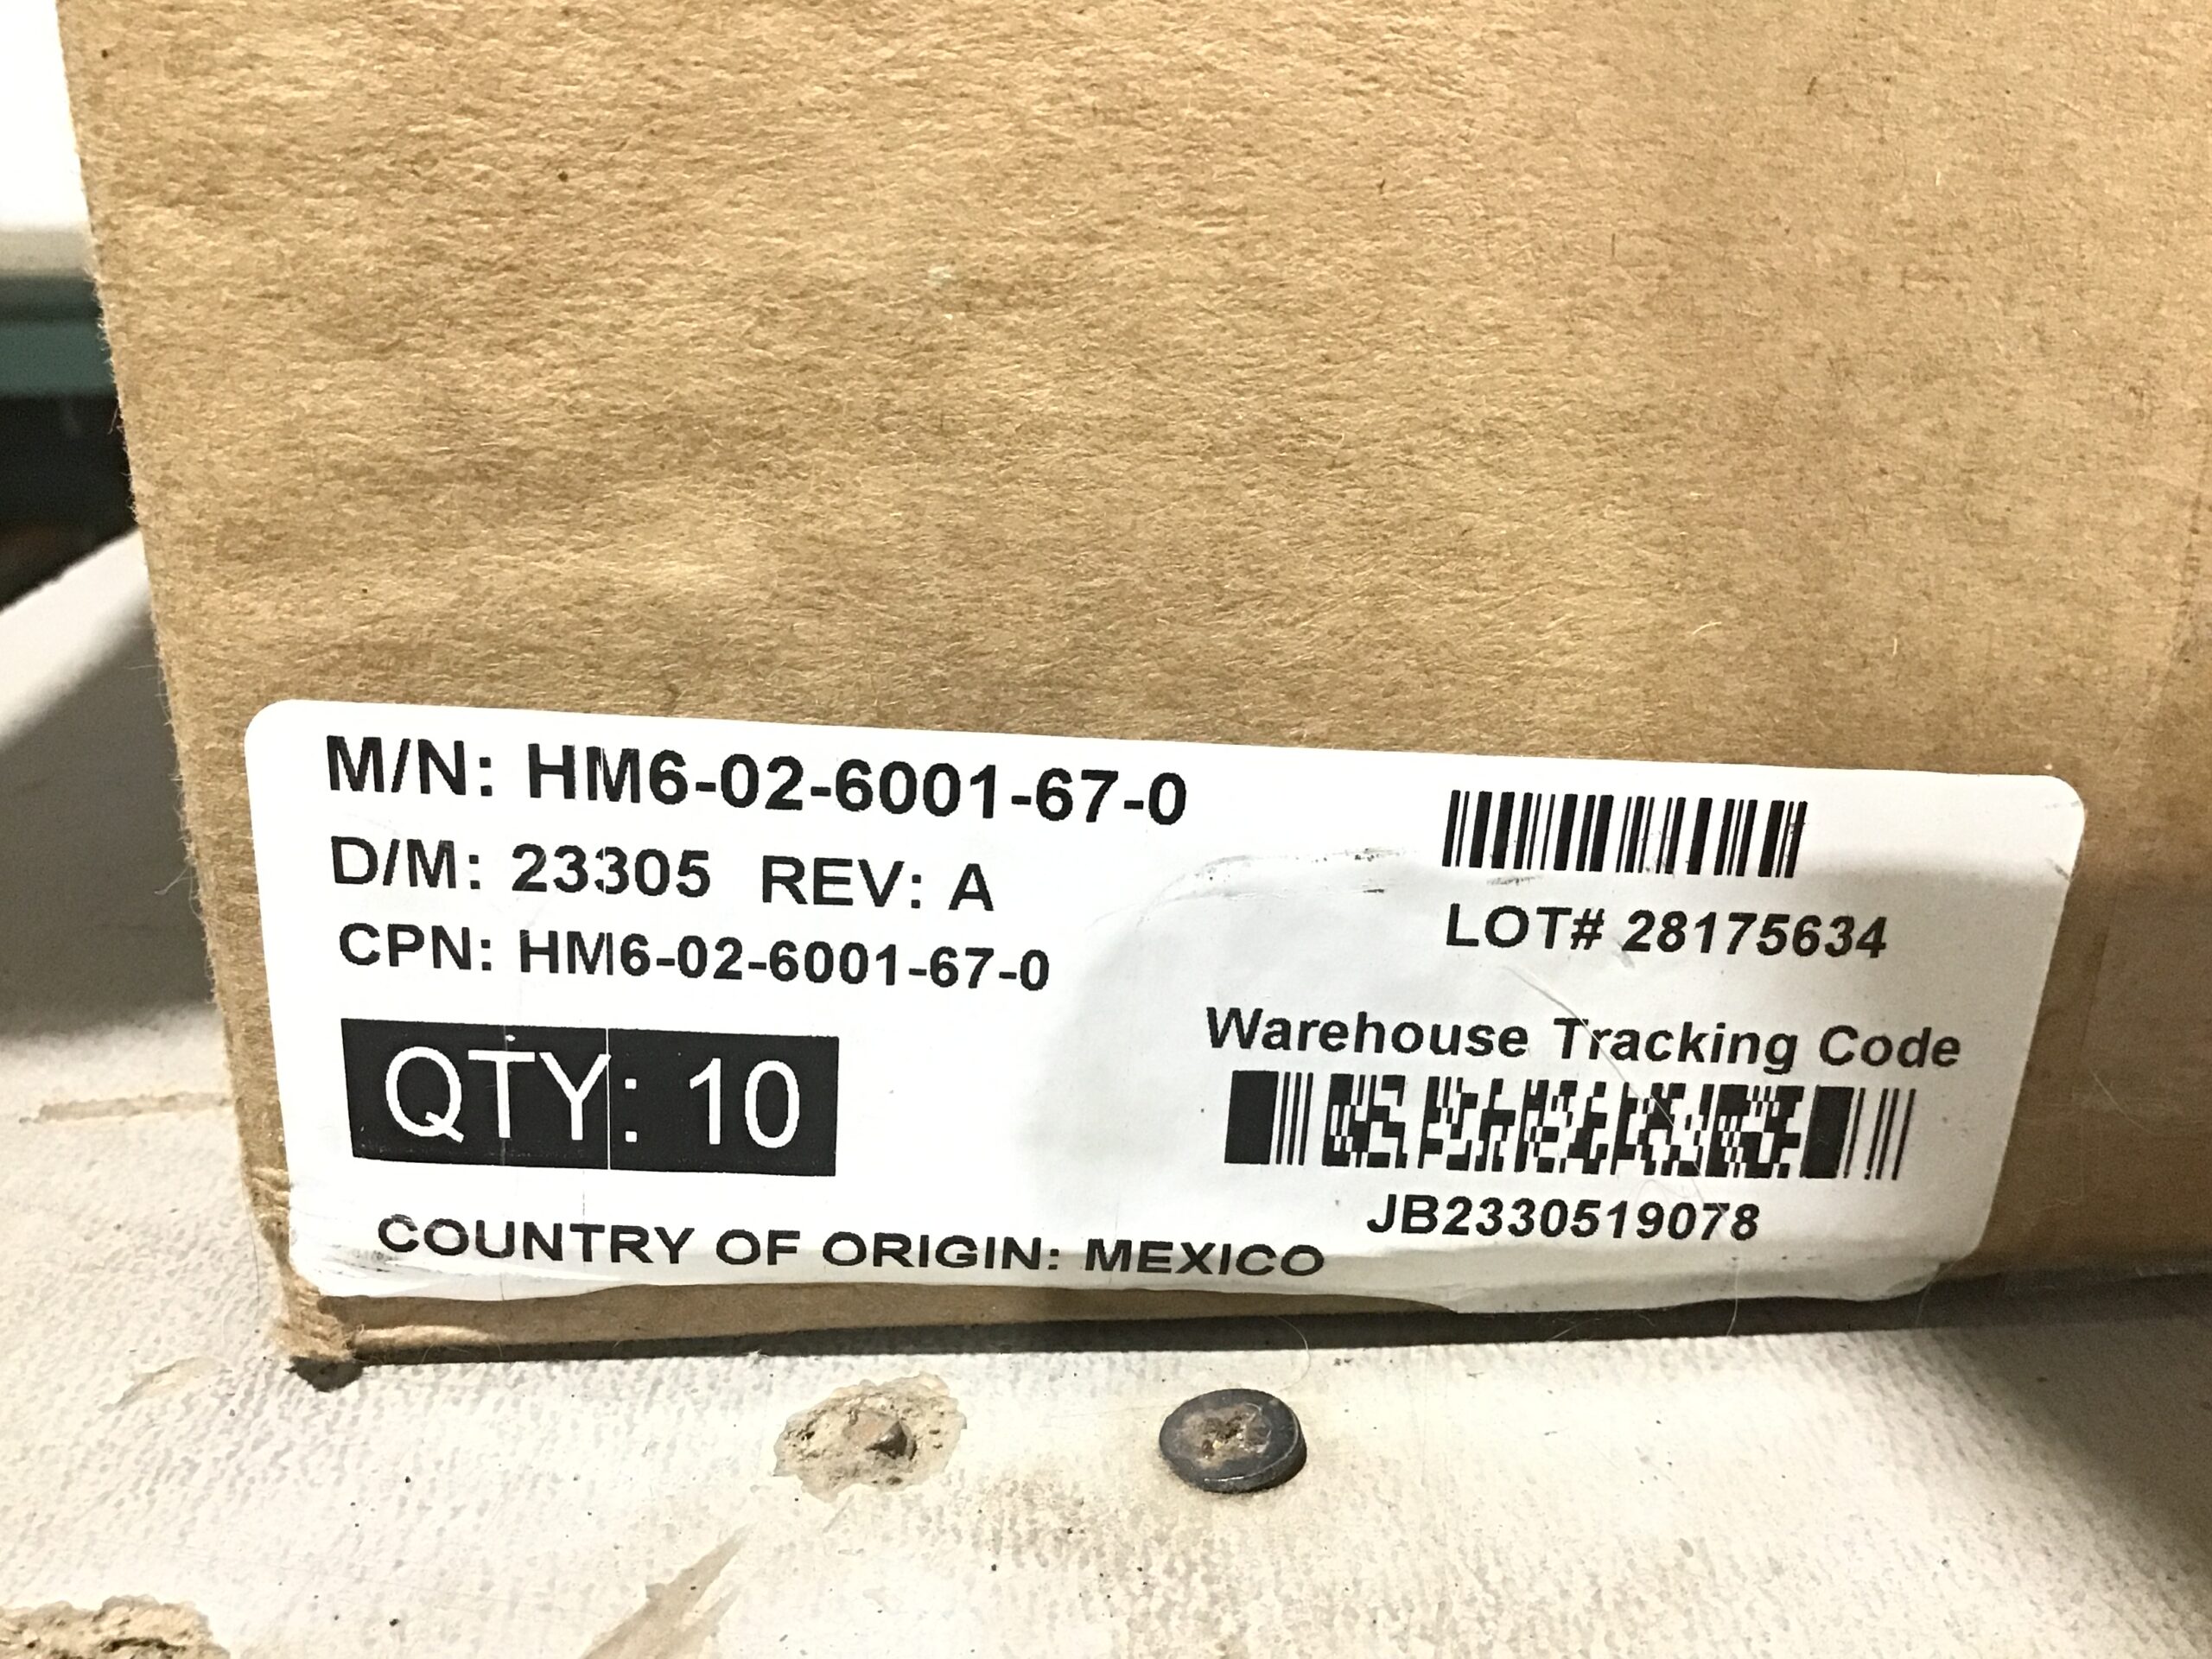 M/N: HM6-02-6001-67-0
D/M: 23305 REV: A
CPN: HM6-02-6001-67-0
QTY: 10
COUNTRY OF ORIGIN: MEXICO
LOT# 28175634
Warehouse Tracking Code
JB2330519078